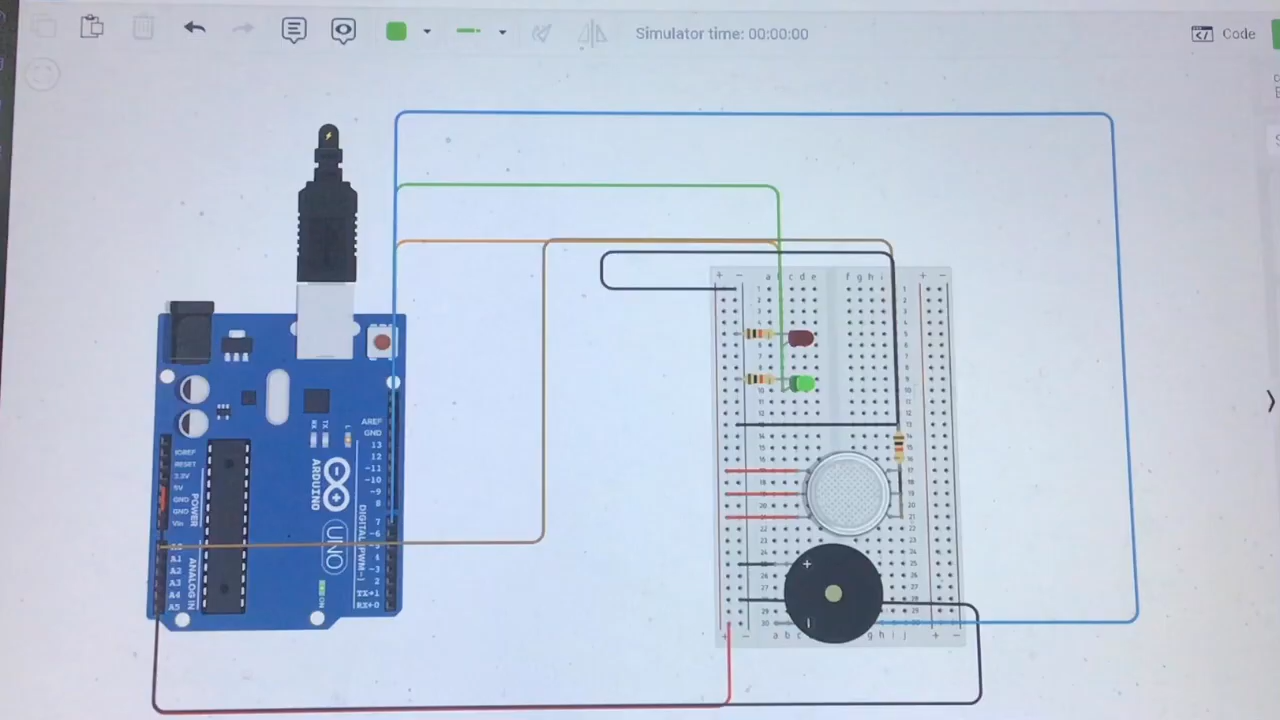 Simulator time: 00:00:00
Code
+ − a b c d e f g h i + −
AREF
GND
13
12
~11
~10
~9
8
7
~6
~5
4
~3
2
TX→1
RX←0
DIGITAL (PWM~)
L
TX
RX
ARDUINO
UNO
ON
IOREF
RESET
3.3V
5V
GND
GND
Vin
POWER
A0
A1
A2
A3
A4
A5
ANALOG IN
+ − a b c g h i j + −